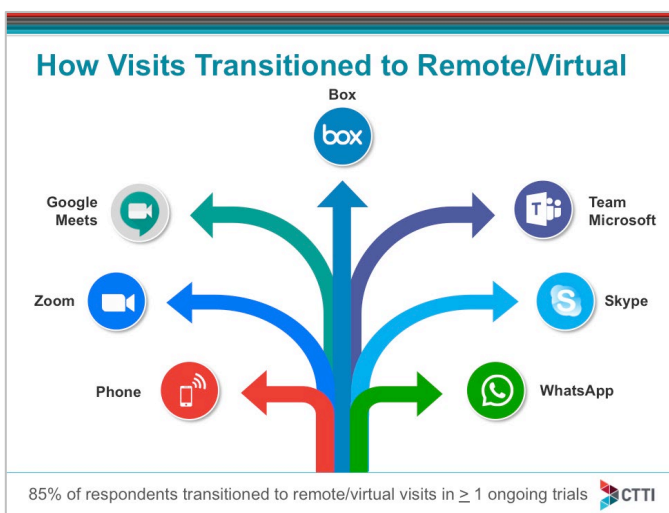 How Visits Transitioned to Remote/Virtual
Box
box
Google
Meets
Team
Microsoft
T
Zoom
Skype
S
Phone
WhatsApp
85% of respondents transitioned to remote/virtual visits in ≥ 1 ongoing trials
CTTI